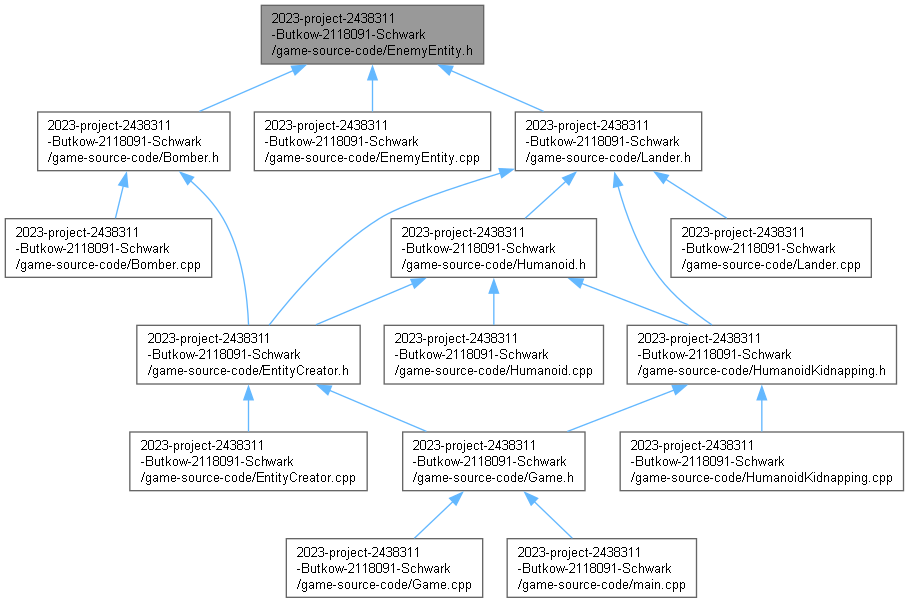 2023-project-2438311
-Butkow-2118091-Schwark
/game-source-code/EnemyEntity.h
2023-project-2438311
-Butkow-2118091-Schwark
/game-source-code/Bomber.h
2023-project-2438311
-Butkow-2118091-Schwark
/game-source-code/EnemyEntity.cpp
2023-project-2438311
-Butkow-2118091-Schwark
/game-source-code/Lander.h
2023-project-2438311
-Butkow-2118091-Schwark
/game-source-code/Bomber.cpp
2023-project-2438311
-Butkow-2118091-Schwark
/game-source-code/Humanoid.h
2023-project-2438311
-Butkow-2118091-Schwark
/game-source-code/Lander.cpp
2023-project-2438311
-Butkow-2118091-Schwark
/game-source-code/EntityCreator.h
2023-project-2438311
-Butkow-2118091-Schwark
/game-source-code/Humanoid.cpp
2023-project-2438311
-Butkow-2118091-Schwark
/game-source-code/HumanoidKidnapping.h
2023-project-2438311
-Butkow-2118091-Schwark
/game-source-code/EntityCreator.cpp
2023-project-2438311
-Butkow-2118091-Schwark
/game-source-code/Game.h
2023-project-2438311
-Butkow-2118091-Schwark
/game-source-code/HumanoidKidnapping.cpp
2023-project-2438311
-Butkow-2118091-Schwark
/game-source-code/Game.cpp
2023-project-2438311
-Butkow-2118091-Schwark
/game-source-code/main.cpp